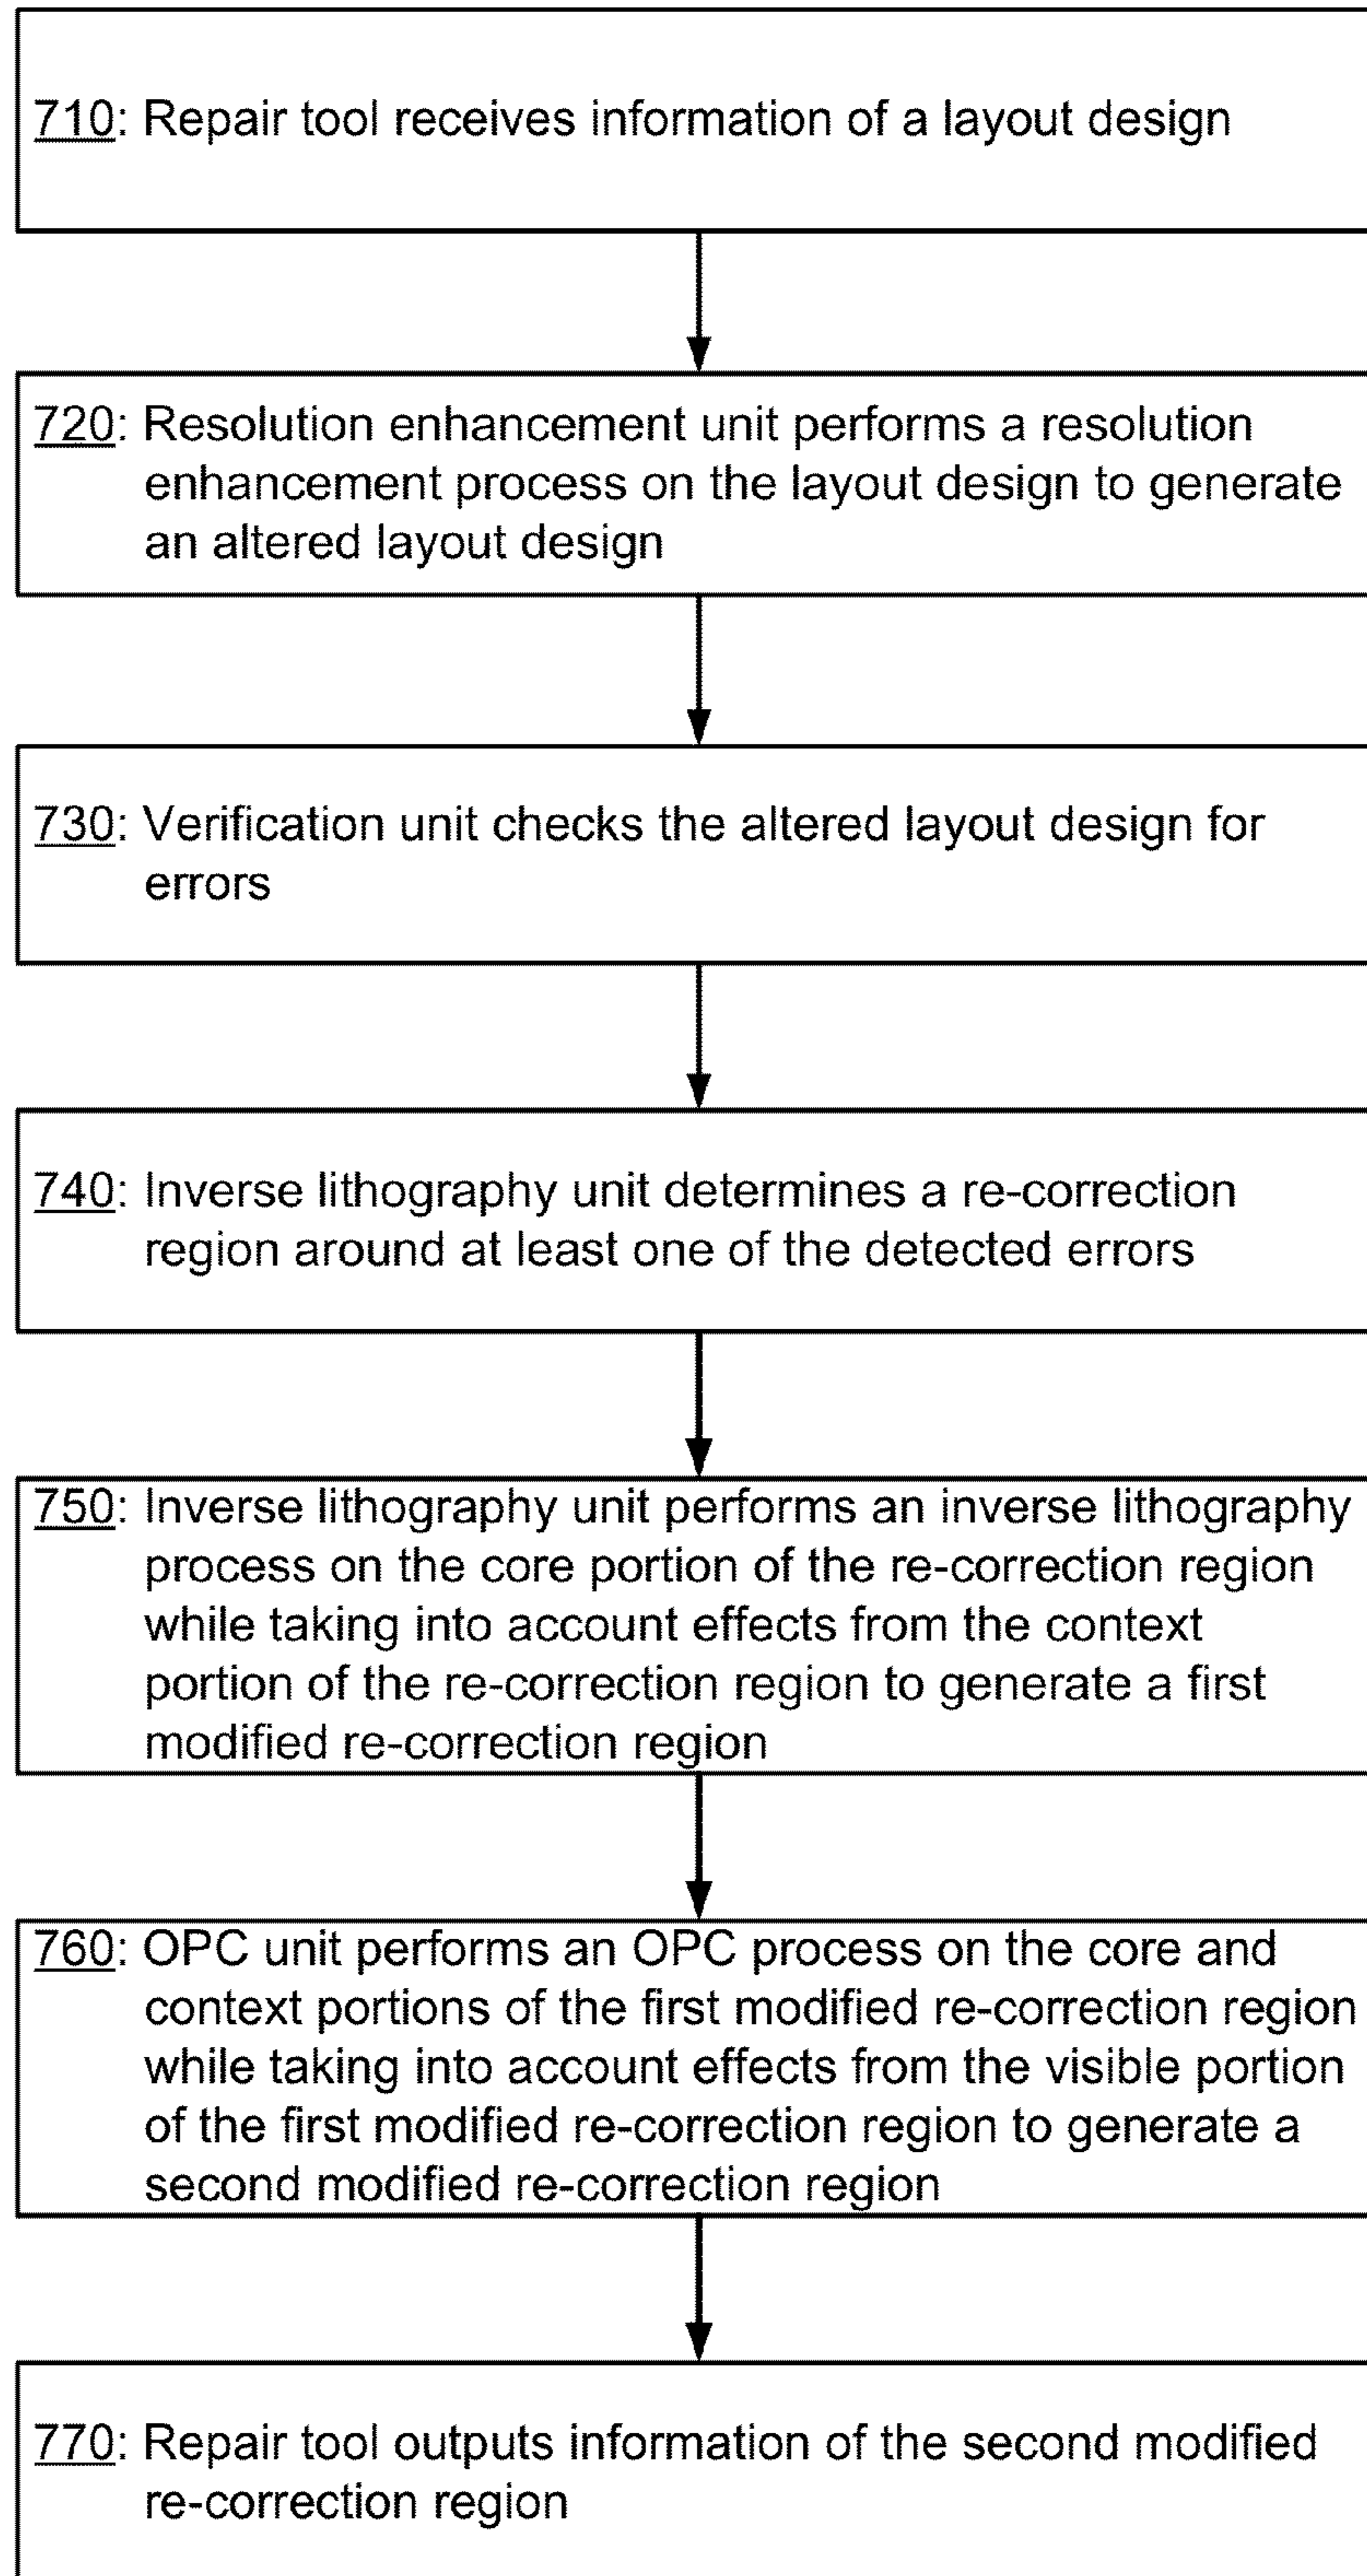 710: Repair tool receives information of a layout design
720: Resolution enhancement unit performs a resolution
enhancement process on the layout design to generate
an altered layout design
730: Verification unit checks the altered layout design for
errors
740: Inverse lithography unit determines a re-correction
region around at least one of the detected errors
750: Inverse lithography unit performs an inverse lithography
process on the core portion of the re-correction region
while taking into account effects from the context
portion of the re-correction region to generate a first
modified re-correction region
760: OPC unit performs an OPC process on the core and
context portions of the first modified re-correction region
while taking into account effects from the visible portion
of the first modified re-correction region to generate a
second modified re-correction region
770: Repair tool outputs information of the second modified
re-correction region